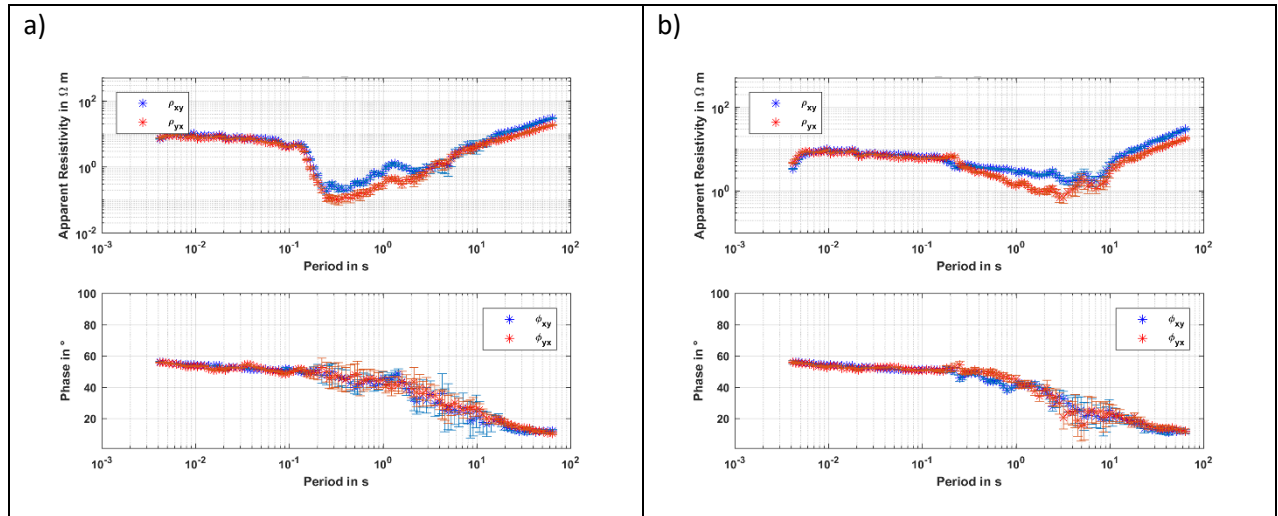 a)
Apparent Resistivity in Ω m
10²
10⁰
10⁻²
ρxy
ρyx
10⁻³ 10⁻² 10⁻¹ 10⁰ 10¹ 10²
Period in s
Phase in °
100
80
60
40
20
ϕxy
ϕyx
10⁻³ 10⁻² 10⁻¹ 10⁰ 10¹ 10²
Period in s
b)
Apparent Resistivity in Ω m
10²
10⁰
ρxy
ρyx
10⁻³ 10⁻² 10⁻¹ 10⁰ 10¹ 10²
Period in s
Phase in °
100
80
60
40
20
ϕxy
ϕyx
10⁻³ 10⁻² 10⁻¹ 10⁰ 10¹ 10²
Period in s